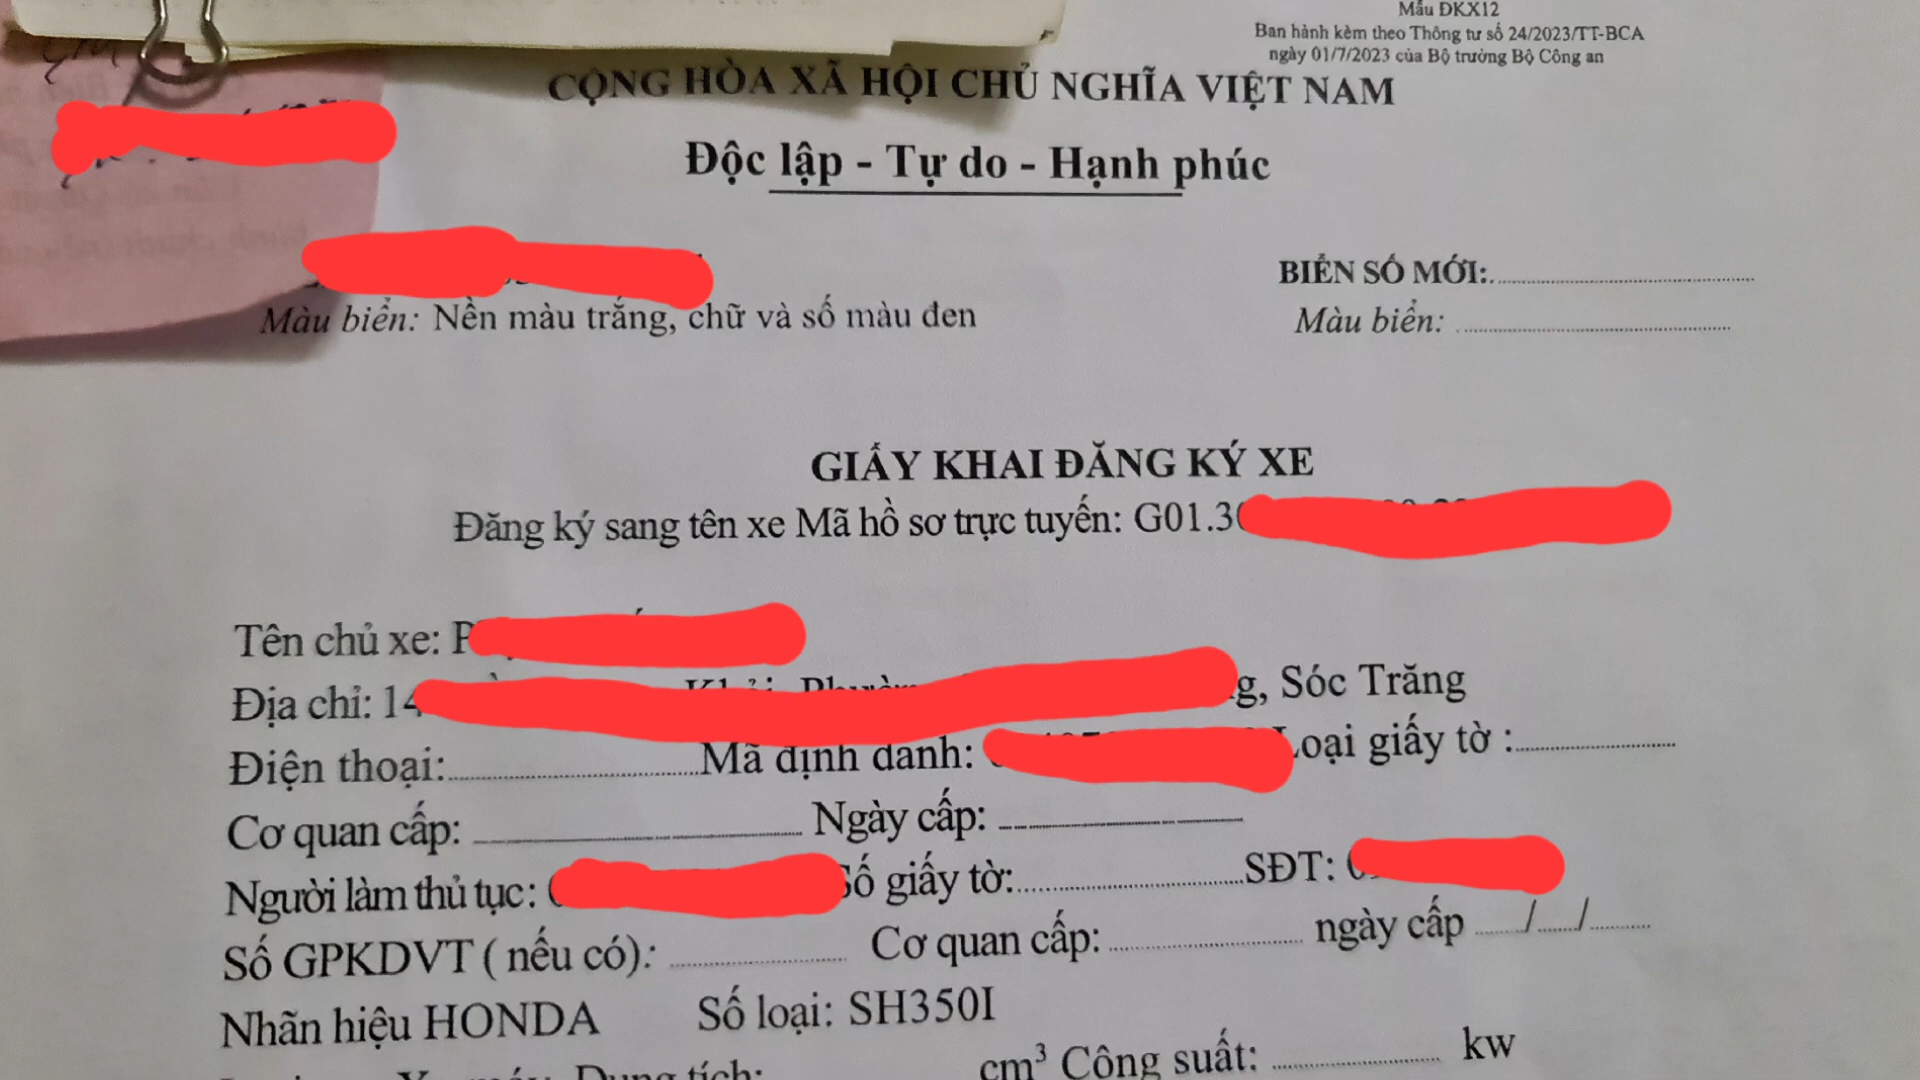 Mẫu ĐKX12
Ban hành kèm theo Thông tư số 24/2023/TT-BCA
ngày 01/7/2023 của Bộ trưởng Bộ Công an
CỘNG HÒA XÃ HỘI CHỦ NGHĨA VIỆT NAM
Độc lập - Tự do - Hạnh phúc
BIỂN SỐ MỚI:
Màu biển: Nền màu trắng, chữ và số màu đen
Màu biển:
GIẤY KHAI ĐĂNG KÝ XE
Đăng ký sang tên xe Mã hồ sơ trực tuyến: G01.3
Tên chủ xe: P
Địa chỉ: 14 g, Sóc Trăng
Điện thoại: Mã định danh: Loại giấy tờ :
Cơ quan cấp: Ngày cấp:
Người làm thủ tục: Số giấy tờ: SĐT: 0
Số GPKDVT ( nếu có): Cơ quan cấp: ngày cấp / /
Nhãn hiệu HONDA Số loại: SH350I
Dung tích: cm³ Công suất: kw